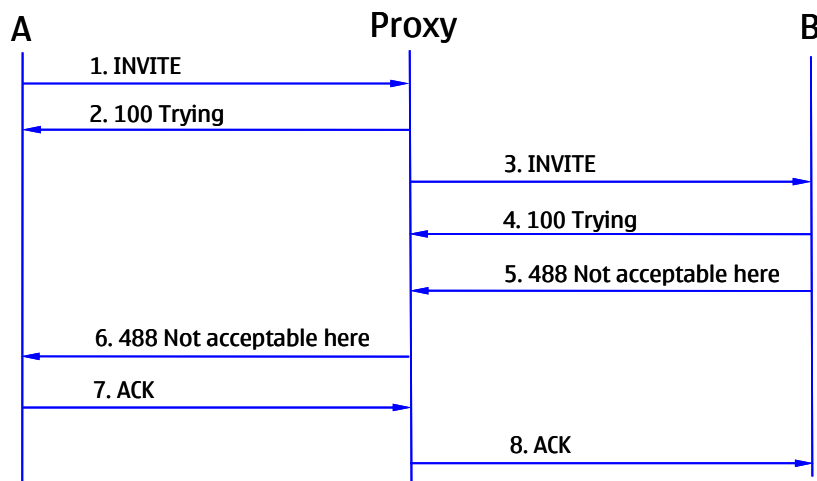 A
Proxy
B
1. INVITE
2. 100 Trying
3. INVITE
4. 100 Trying
5. 488 Not acceptable here
6. 488 Not acceptable here
7. ACK
8. ACK